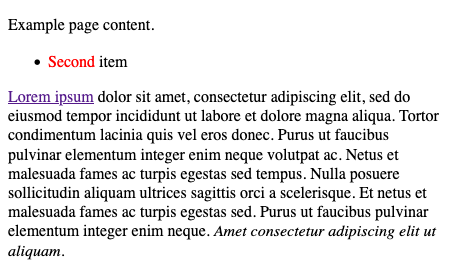 Example page content.
• Second item
Lorem ipsum dolor sit amet, consectetur adipiscing elit, sed do
eiusmod tempor incididunt ut labore et dolore magna aliqua. Tortor
condimentum lacinia quis vel eros donec. Purus ut faucibus
pulvinar elementum integer enim neque volutpat ac. Netus et
malesuada fames ac turpis egestas sed tempus. Nulla posuere
sollicitudin aliquam ultrices sagittis orci a scelerisque. Et netus et
malesuada fames ac turpis egestas sed. Purus ut faucibus pulvinar
elementum integer enim neque. Amet consectetur adipiscing elit ut
aliquam.